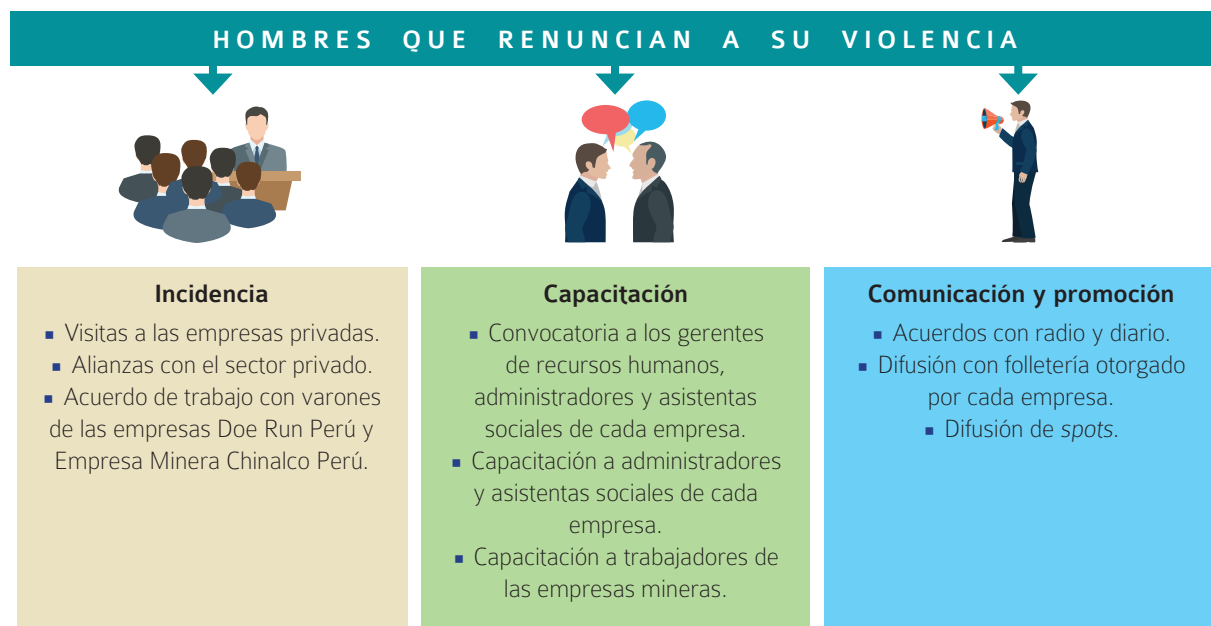 HOMBRES QUE RENUNCIAN A SU VIOLENCIA
Incidencia
▪ Visitas a las empresas privadas.
▪ Alianzas con el sector privado.
▪ Acuerdo de trabajo con varones
de las empresas Doe Run Perú y
Empresa Minera Chinalco Perú.
Capacitación
▪ Convocatoria a los gerentes
de recursos humanos,
administradores y asistentas
sociales de cada empresa.
▪ Capacitación a administradores
y asistentas sociales de cada
empresa.
▪ Capacitación a trabajadores de
las empresas mineras.
Comunicación y promoción
▪ Acuerdos con radio y diario.
▪ Difusión con folletería otorgado
por cada empresa.
▪ Difusión de spots.